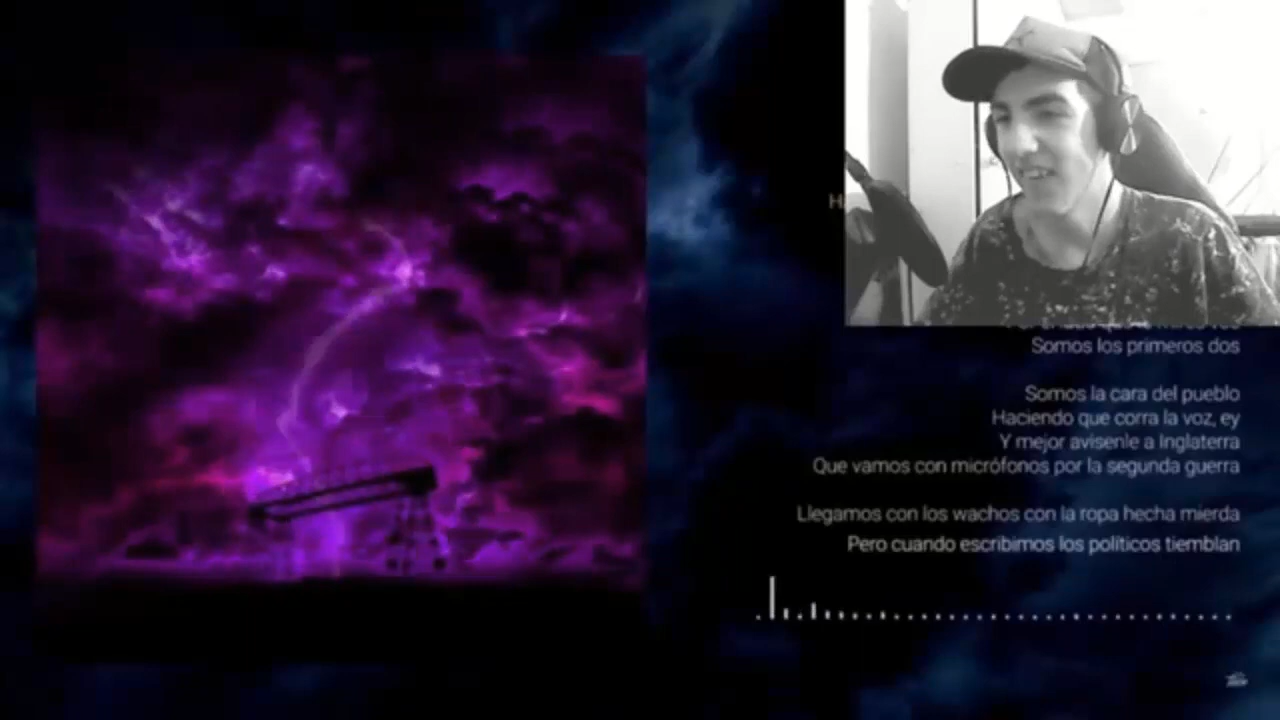 Somos los primeros dos
Somos la cara del pueblo
Haciendo que corra la voz, ey
Y mejor avisenle a Inglaterra
Que vamos con micrófonos por la segunda guerra
Llegamos con los wachos con la ropa hecha mierda
Pero cuando escribimos los políticos tiemblan